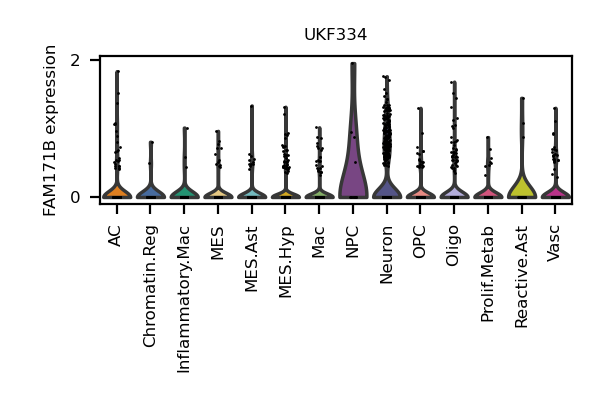 UKF334
FAM171B expression
2
0
AC
Chromatin.Reg
Inflammatory.Mac
MES
MES.Ast
MES.Hyp
Mac
NPC
Neuron
OPC
Oligo
Prolif.Metab
Reactive.Ast
Vasc